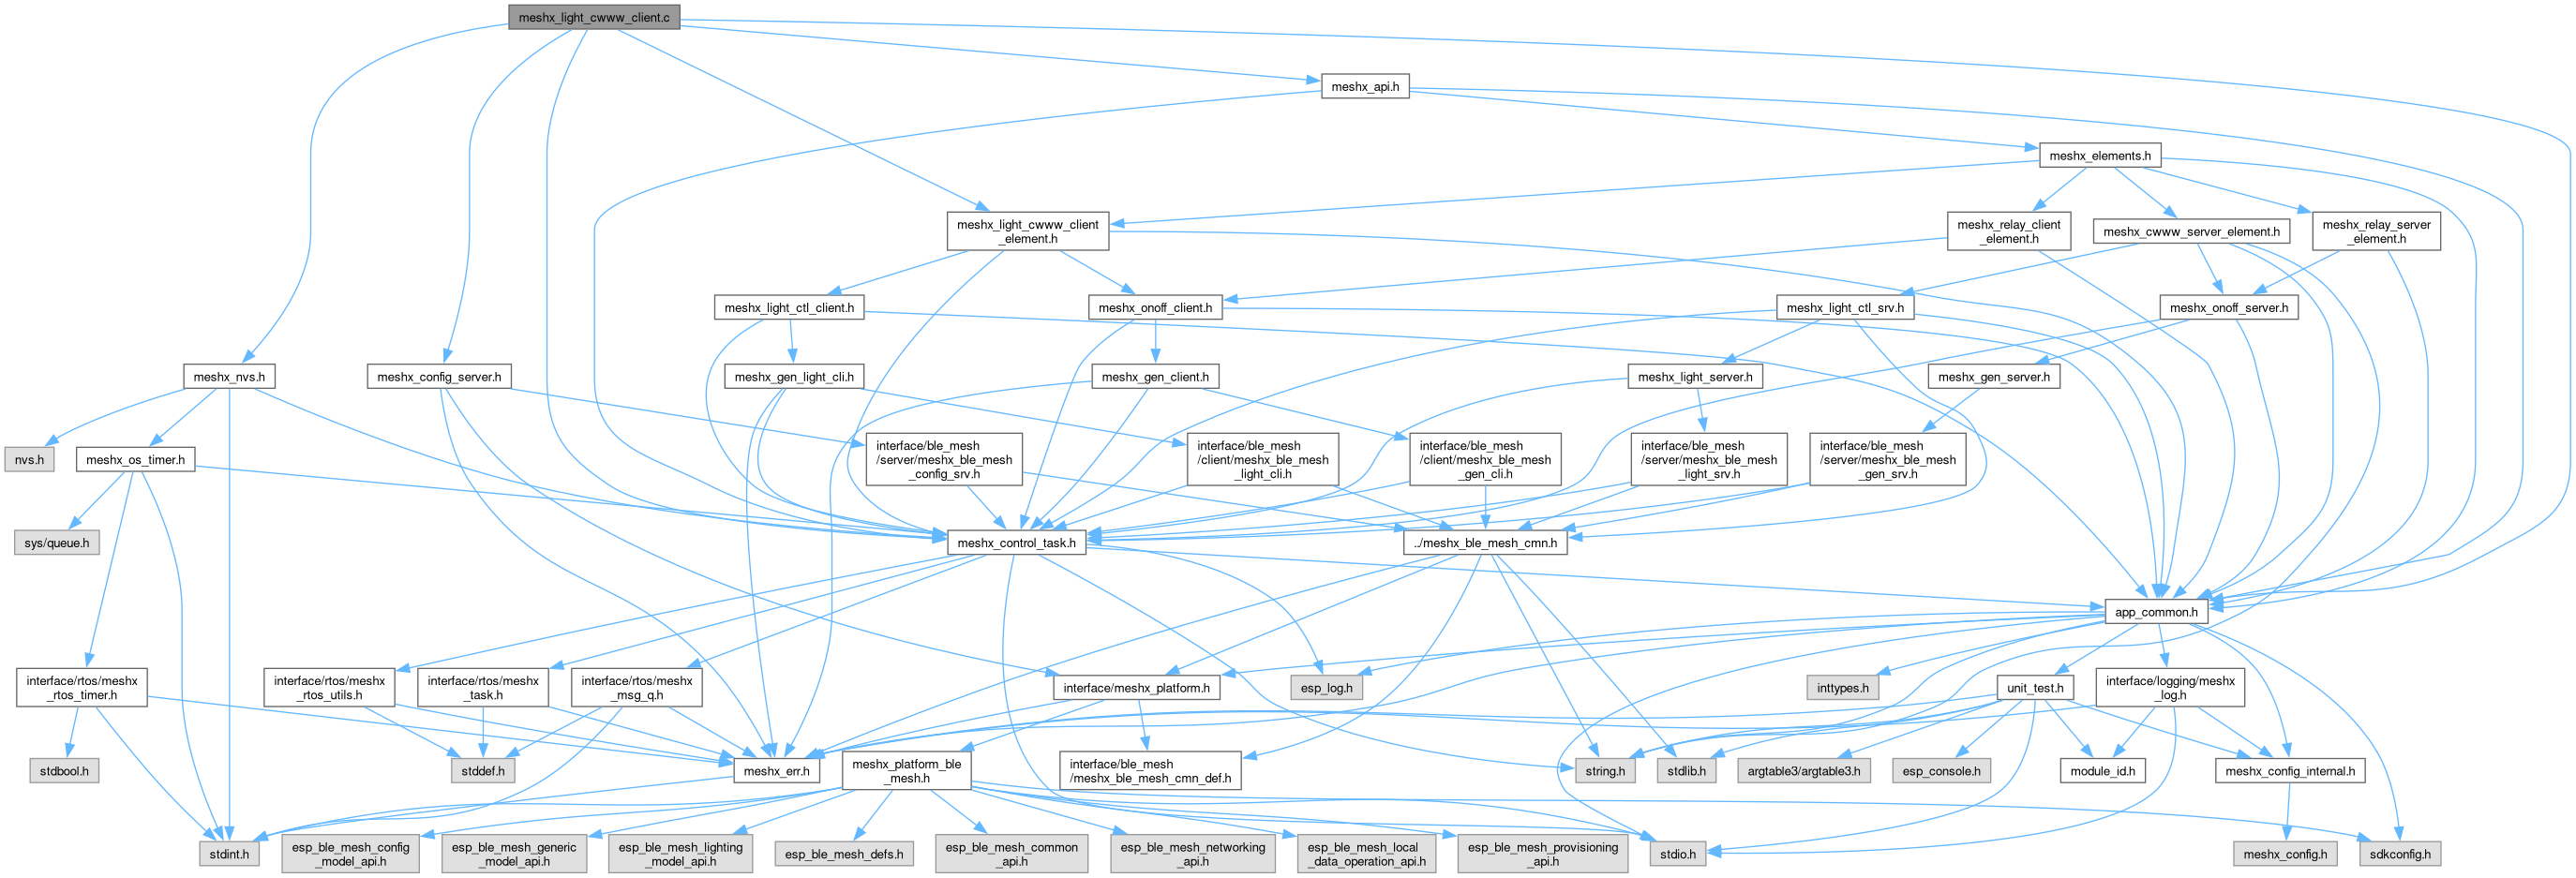 meshx_light_cwww_client.c
meshx_api.h
meshx_elements.h
meshx_light_cwww_client
_element.h
meshx_relay_client
_element.h
meshx_cwww_server_element.h
meshx_relay_server
_element.h
meshx_light_ctl_client.h
meshx_onoff_client.h
meshx_light_ctl_srv.h
meshx_onoff_server.h
meshx_nvs.h
meshx_config_server.h
meshx_gen_light_cli.h
meshx_gen_client.h
meshx_light_server.h
meshx_gen_server.h
nvs.h
meshx_os_timer.h
interface/ble_mesh
/server/meshx_ble_mesh
_config_srv.h
interface/ble_mesh
/client/meshx_ble_mesh
_light_cli.h
interface/ble_mesh
/client/meshx_ble_mesh
_gen_cli.h
interface/ble_mesh
/server/meshx_ble_mesh
_light_srv.h
interface/ble_mesh
/server/meshx_ble_mesh
_gen_srv.h
sys/queue.h
meshx_control_task.h
../meshx_ble_mesh_cmn.h
app_common.h
interface/rtos/meshx
_rtos_timer.h
interface/rtos/meshx
_rtos_utils.h
interface/rtos/meshx
_task.h
interface/rtos/meshx
_msg_q.h
interface/meshx_platform.h
esp_log.h
inttypes.h
unit_test.h
interface/logging/meshx
_log.h
stdbool.h
stddef.h
meshx_err.h
meshx_platform_ble
_mesh.h
interface/ble_mesh
/meshx_ble_mesh_cmn_def.h
string.h
stdlib.h
argtable3/argtable3.h
esp_console.h
module_id.h
meshx_config_internal.h
stdint.h
esp_ble_mesh_config
_model_api.h
esp_ble_mesh_generic
_model_api.h
esp_ble_mesh_lighting
_model_api.h
esp_ble_mesh_defs.h
esp_ble_mesh_common
_api.h
esp_ble_mesh_networking
_api.h
esp_ble_mesh_local
_data_operation_api.h
esp_ble_mesh_provisioning
_api.h
stdio.h
meshx_config.h
sdkconfig.h